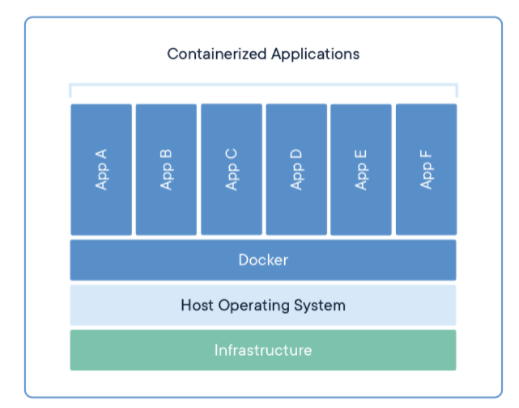 Containerized Applications
App A
App B
App C
App D
App E
App F
Docker
Host Operating System
Infrastructure